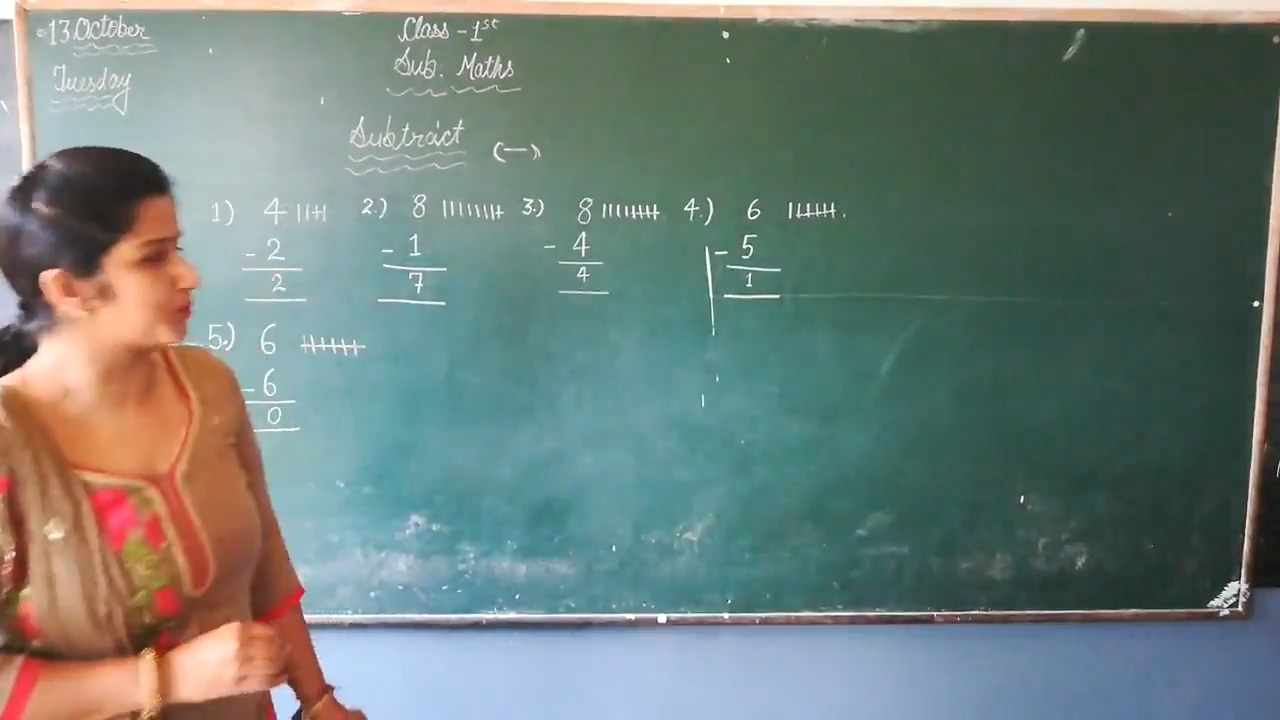 13 October
Class - 1st
Tuesday
Sub. Maths
Subtract (-)
1) 4 2.) 8 3.) 8 4.) 6
- 2 - 1 - 4 - 5
2 7 4 1
5.) 6
- 6
0